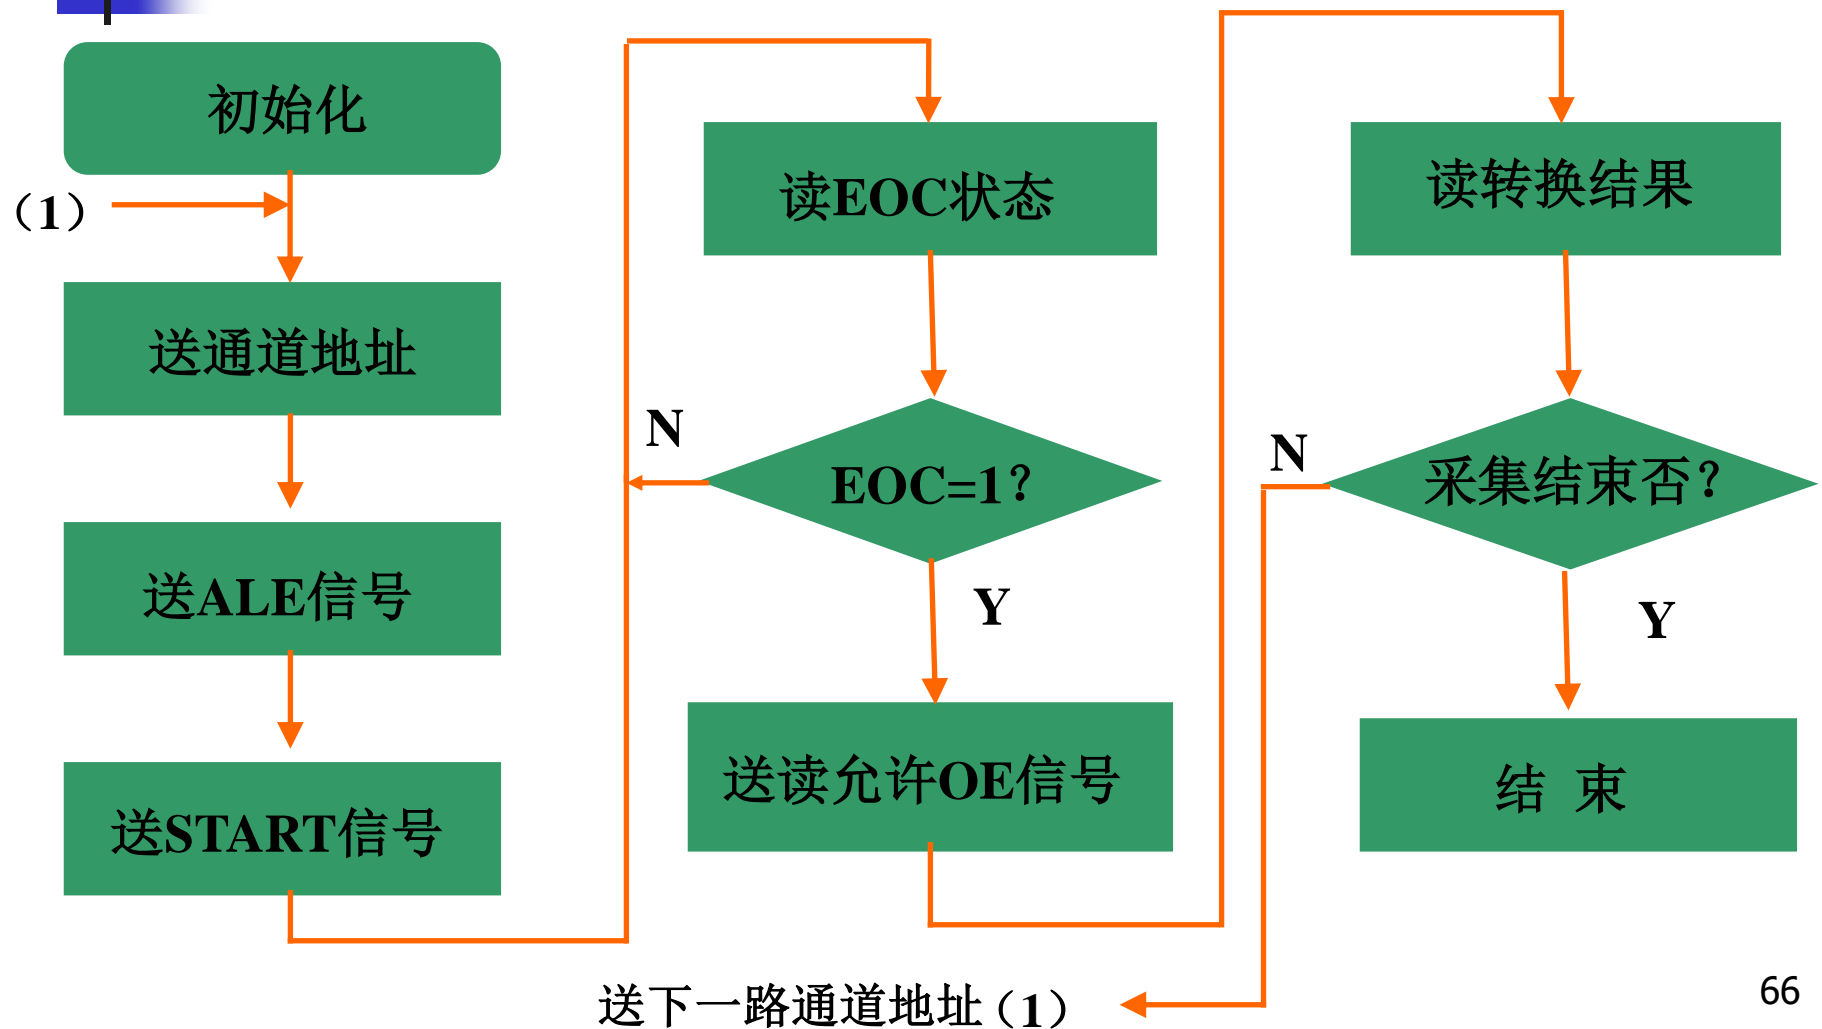 初始化
（1）
送通道地址
送ALE信号
送START信号
读EOC状态
N
EOC=1？
Y
送读允许OE信号
读转换结果
N
采集结束否？
Y
结 束
送下一路通道地址（1）
66